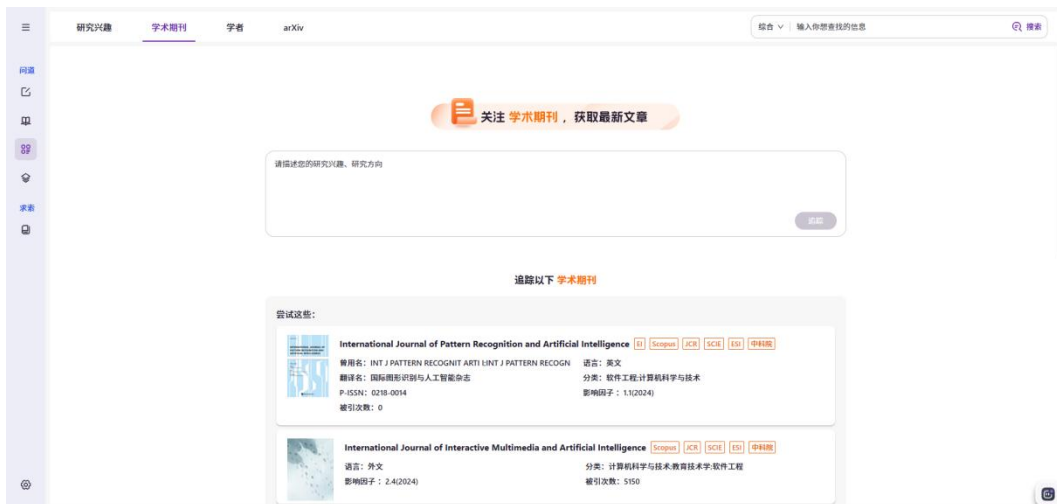 研究兴趣 学术期刊 学者 arXiv 综合 输入你想查找的信息 搜索
问道
求索
关注 学术期刊 ，获取最新文章
请描述您的研究兴趣、研究方向
追踪
追踪以下 学术期刊
尝试这些：
International Journal of Pattern Recognition and Artificial Intelligence EI Scopus JCR SCIE ESI 中科院
曾用名：INT J PATTERN RECOGNIT ARTI I;INT J PATTERN RECOGN 语言：英文
翻译名：国际图形识别与人工智能杂志 分类：软件工程;计算机科学与技术
P-ISSN：0218-0014 影响因子：1.1(2024)
被引次数：0
International Journal of Interactive Multimedia and Artificial Intelligence Scopus JCR SCIE ESI 中科院
语言：外文 分类：计算机科学与技术;教育技术学;软件工程
影响因子：2.4(2024) 被引次数：5150